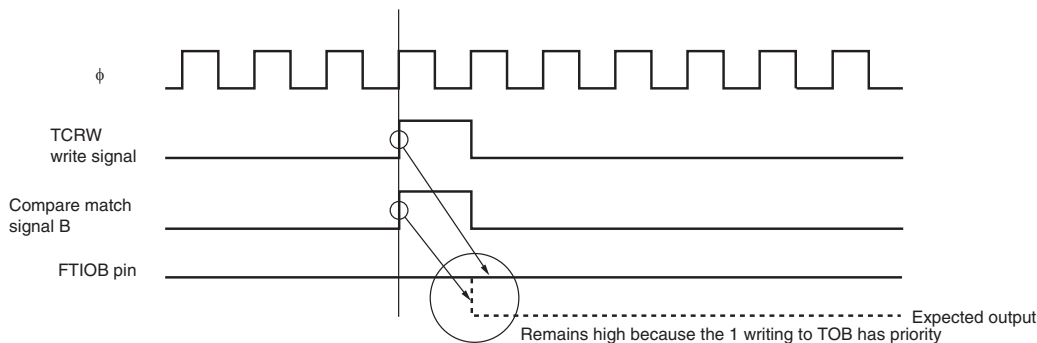 ϕ
TCRW
write signal
Compare match
signal B
FTIOB pin
Expected output
Remains high because the 1 writing to TOB has priority